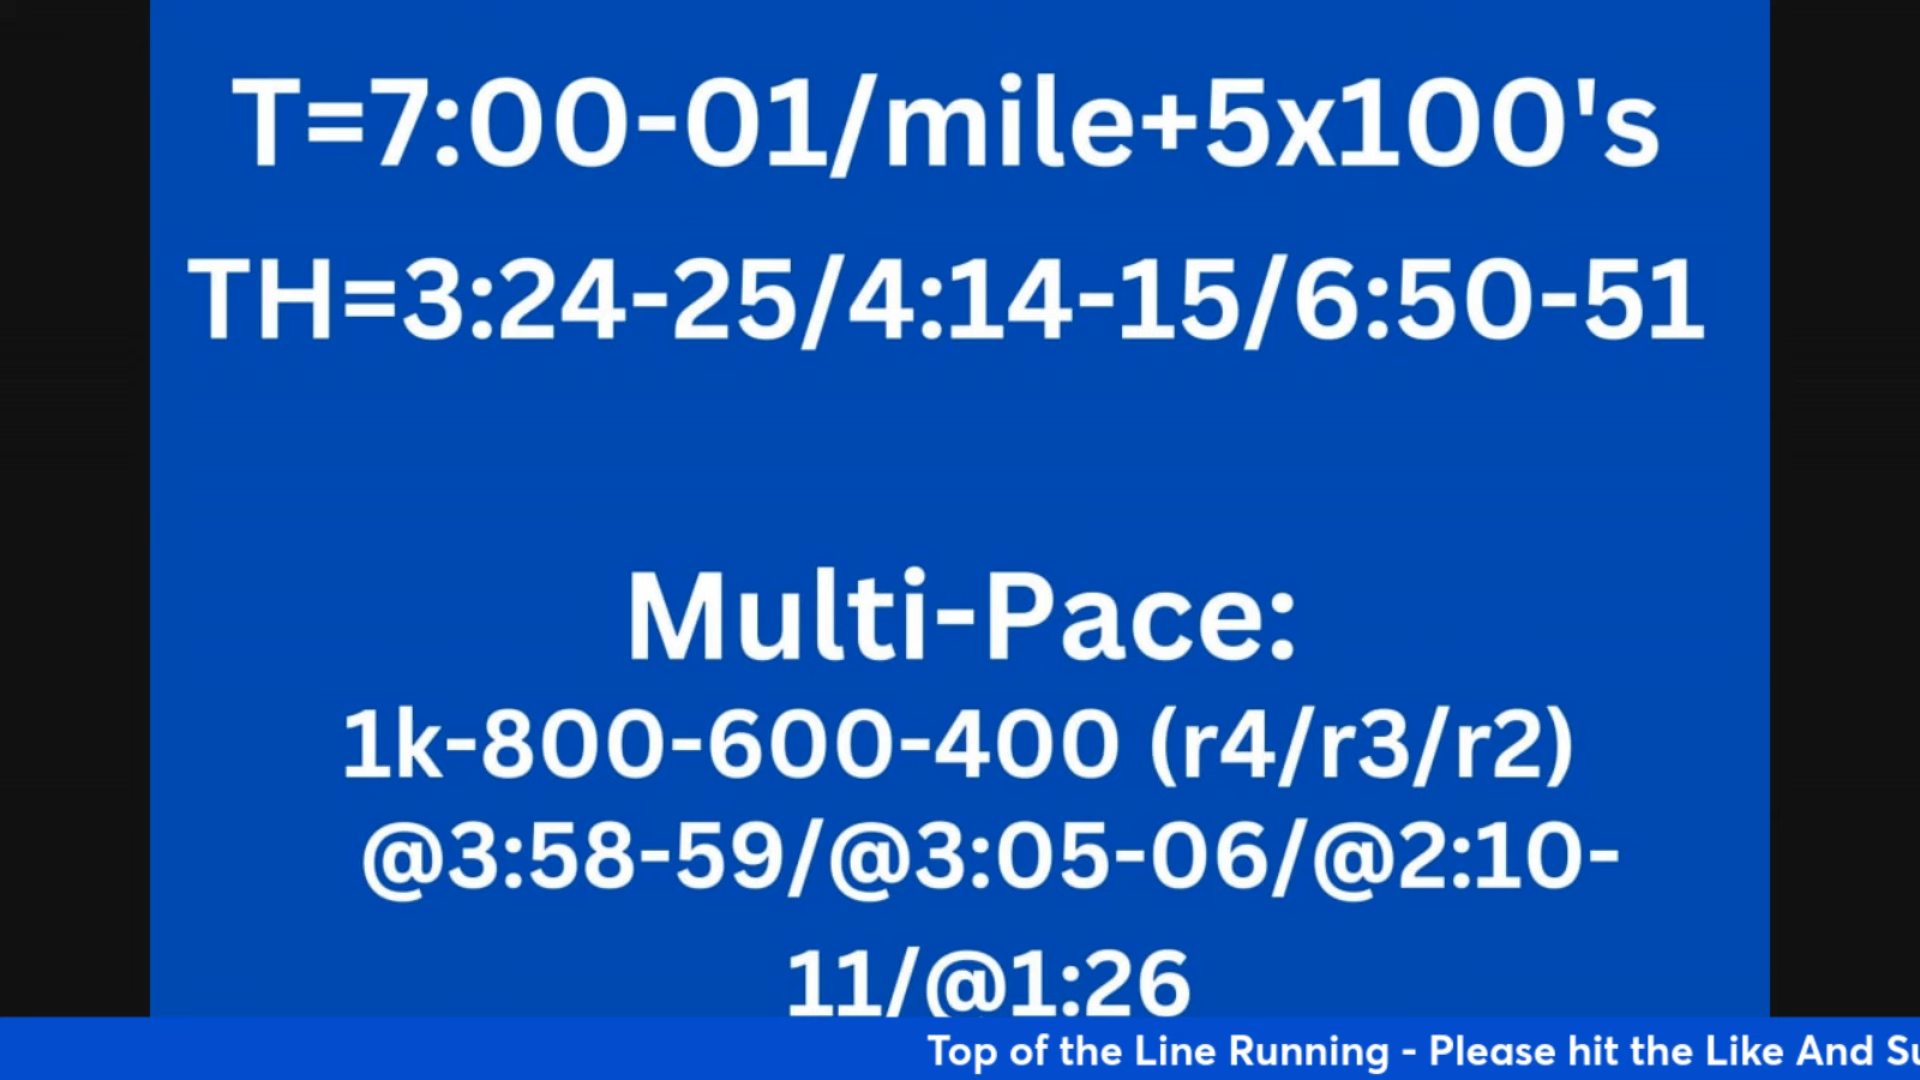 T=7:00-01/mile+5x100's
TH=3:24-25/4:14-15/6:50-51
Multi-Pace:
1k-800-600-400 (r4/r3/r2)
@3:58-59/@3:05-06/@2:10-
11/@1:26
Top of the Line Running - Please hit the Like And Su